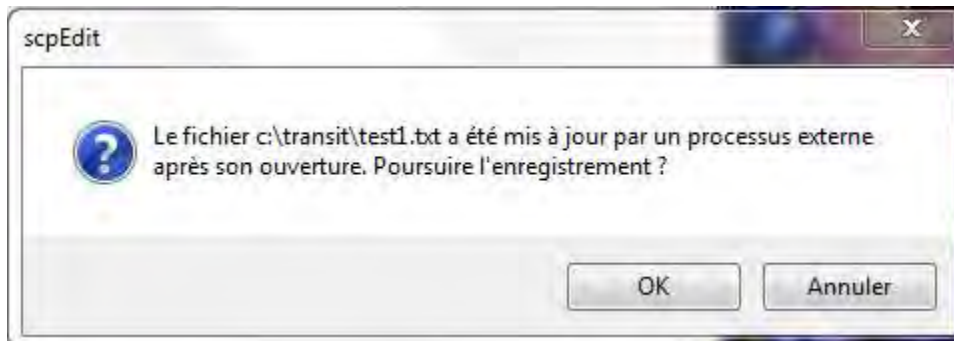 scpEdit
Le fichier c:\transit\test1.txt a été mis à jour par un processus externe
après son ouverture. Poursuire l'enregistrement ?
OK
Annuler